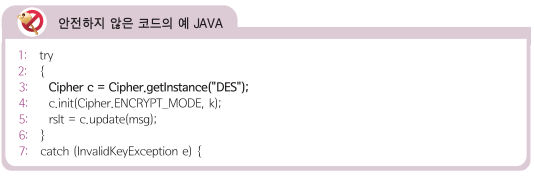 안전하지 않은 코드의 예 JAVA
1: try
2: {
3: Cipher c = Cipher.getInstance("DES");
4: c.init(Cipher.ENCRYPT_MODE, k);
5: rslt = c.update(msg);
6: }
7: catch (InvalidKeyException e) {